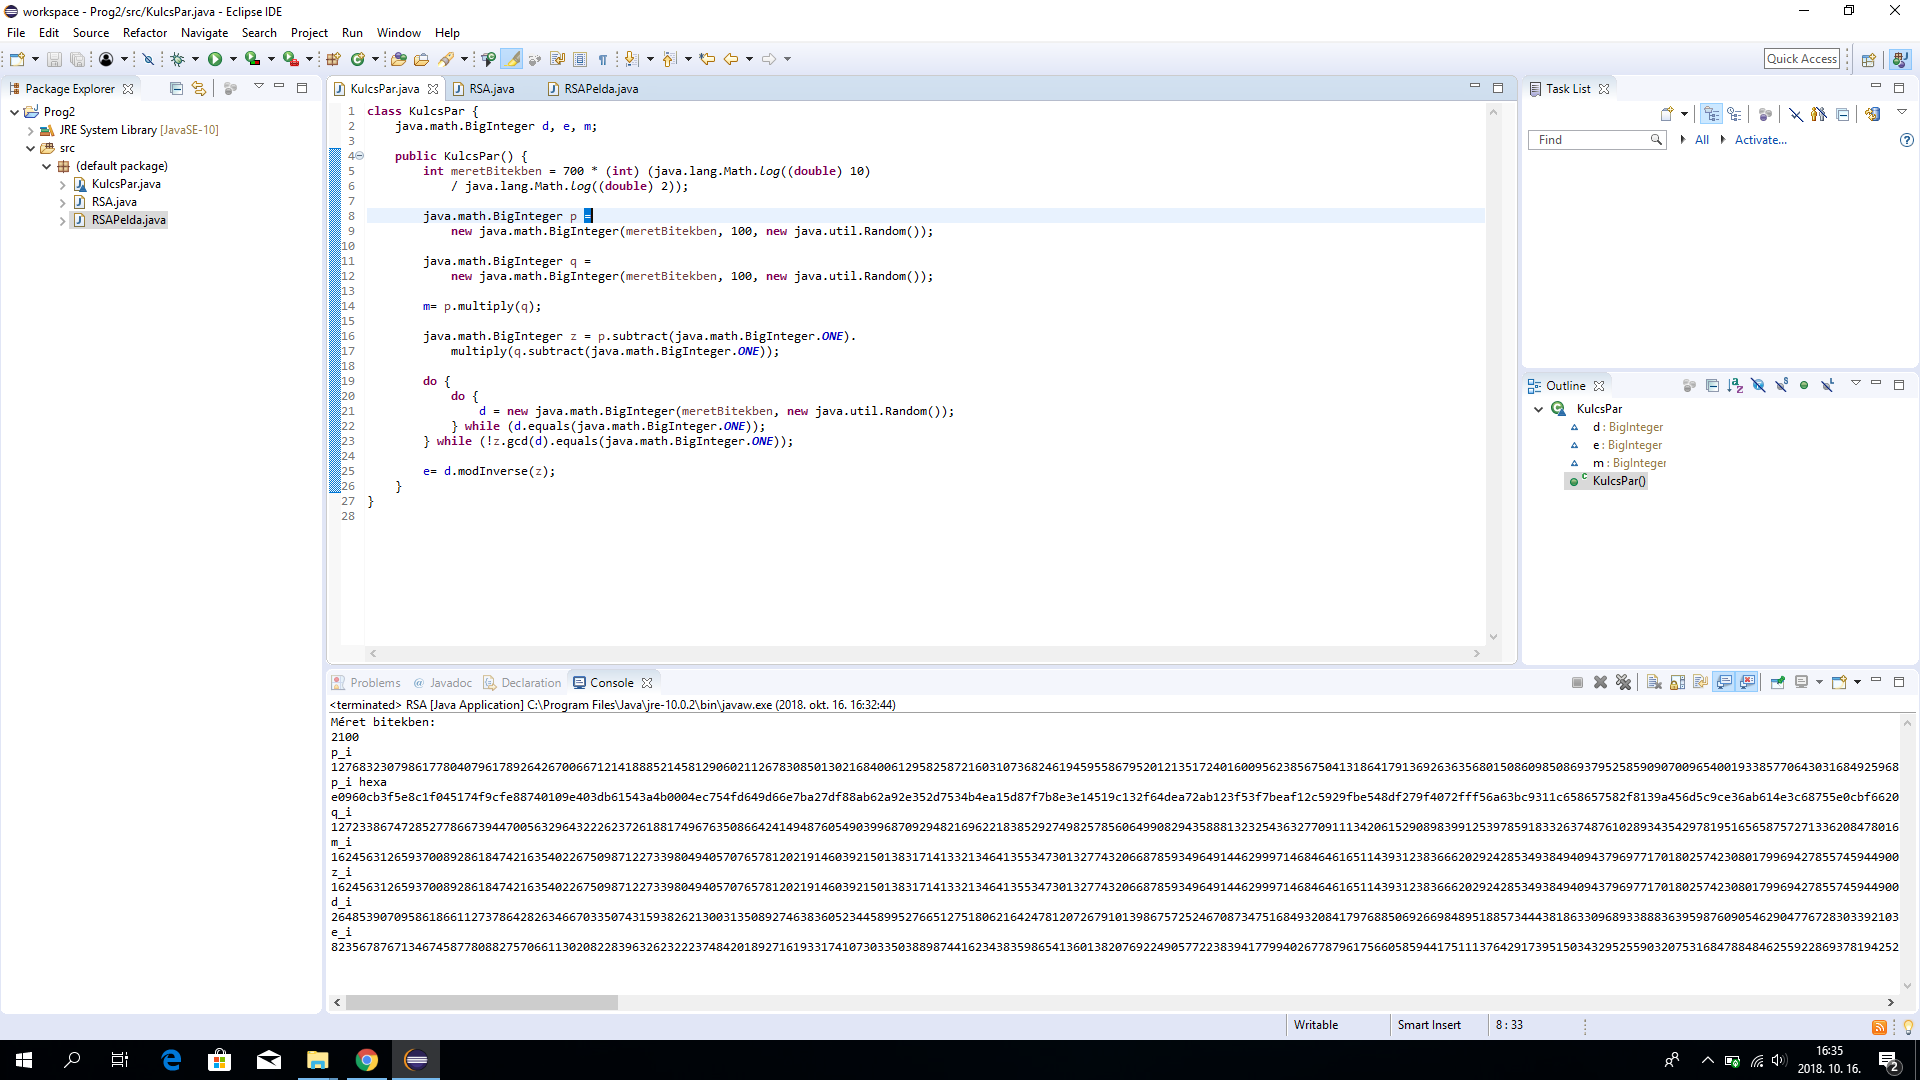 workspace - Prog2/src/KulcsPar.java - Eclipse IDE
File Edit Source Refactor Navigate Search Project Run Window Help
Quick Access
Package Explorer
Prog2
JRE System Library [JavaSE-10]
src
(default package)
KulcsPar.java
RSA.java
RSAPelda.java
KulcsPar.java RSA.java RSAPelda.java
1 class KulcsPar {
2 java.math.BigInteger d, e, m;
3
4 public KulcsPar() {
5 int meretBitekben = 700 * (int) (java.lang.Math.log((double) 10)
6 / java.lang.Math.log((double) 2));
7
8 java.math.BigInteger p =
9 new java.math.BigInteger(meretBitekben, 100, new java.util.Random());
10
11 java.math.BigInteger q =
12 new java.math.BigInteger(meretBitekben, 100, new java.util.Random());
13
14 m= p.multiply(q);
15
16 java.math.BigInteger z = p.subtract(java.math.BigInteger.ONE).
17 multiply(q.subtract(java.math.BigInteger.ONE));
18
19 do {
20 do {
21 d = new java.math.BigInteger(meretBitekben, new java.util.Random());
22 } while (d.equals(java.math.BigInteger.ONE));
23 } while (!z.gcd(d).equals(java.math.BigInteger.ONE));
24
25 e= d.modInverse(z);
26 }
27 }
28
Task List
Find All Activate...
Outline
KulcsPar
d : BigInteger
e : BigInteger
m : BigInteger
KulcsPar()
Problems @ Javadoc Declaration Console
<terminated> RSA [Java Application] C:\Program Files\Java\jre-10.0.2\bin\javaw.exe (2018. okt. 16. 16:32:44)
Méret bitekben:
2100
p_i
p_i hexa
q_i
m_i
z_i
d_i
e_i
Writable Smart Insert 8 : 33
16:35
2018. 10. 16.
2